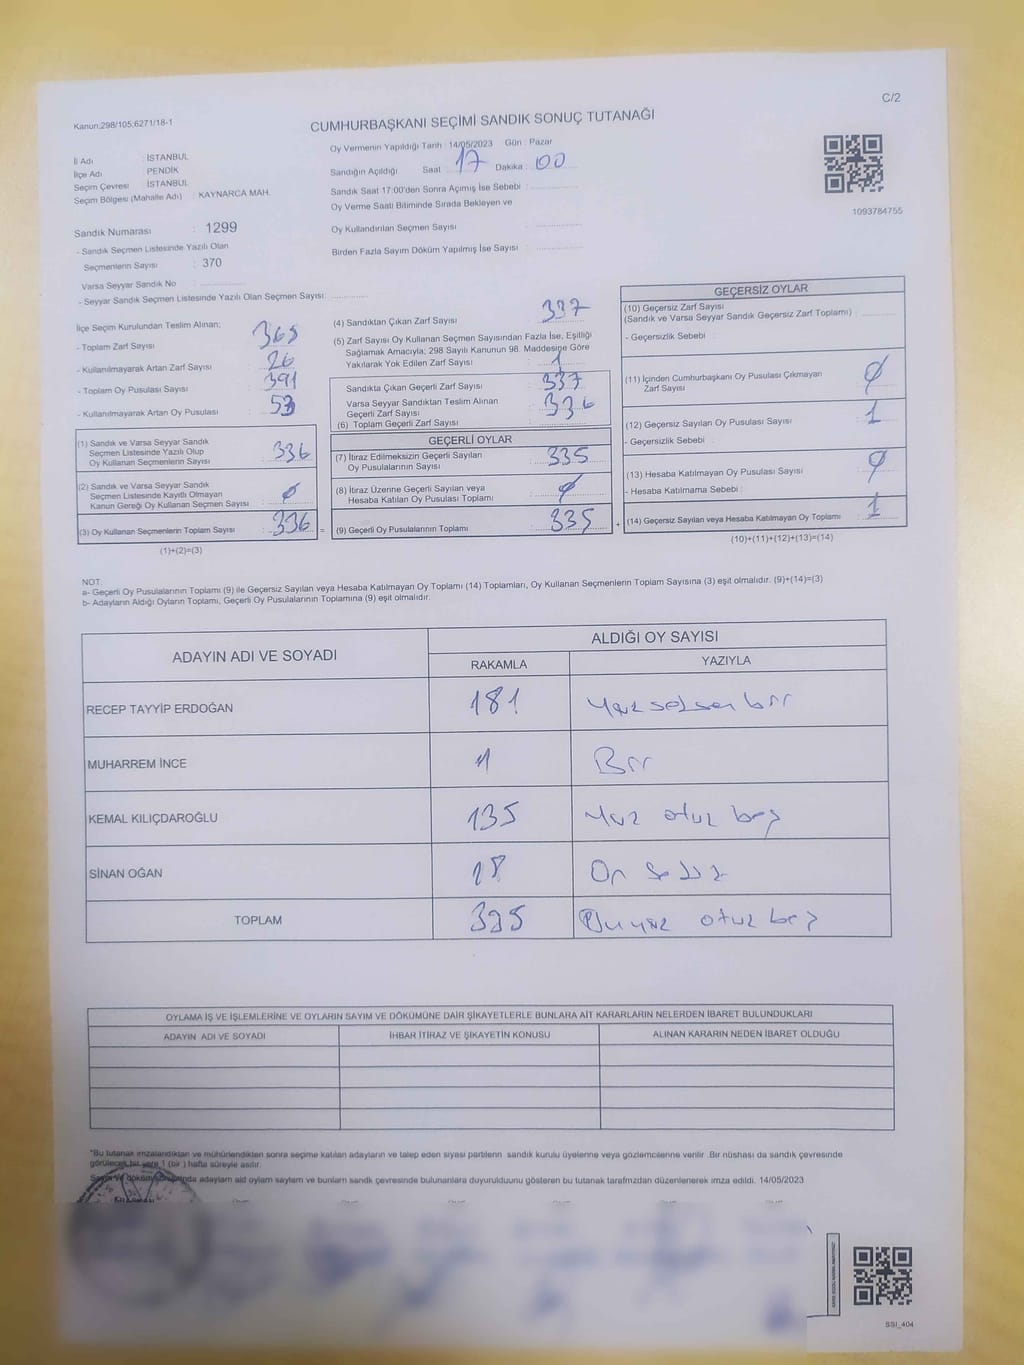 C/2
Kanun:298/105;6271/18-1
CUMHURBAŞKANI SEÇİMİ SANDIK SONUÇ TUTANAĞI
İl Adı : İSTANBUL
İlçe Adı : PENDİK
Seçim Çevresi : İSTANBUL
Seçim Bölgesi (Mahalle Adı) : KAYNARCA MAH.
Oy Vermenin Yapıldığı Tarih : 14/05/2023 Gün : Pazar
Sandığın Açıldığı Saat 17 Dakika : 00
Sandık Saat 17:00'den Sonra Açımış İse Sebebi :
Oy Verme Saati Bitiminde Sırada Bekleyen ve
Oy Kullandırılan Seçmen Sayısı :
Birden Fazla Sayım Döküm Yapılmış İse Sayısı :
1093784755
Sandık Numarası : 1299
- Sandık Seçmen Listesinde Yazılı Olan
Seçmenlerin Sayısı : 370
Varsa Seyyar Sandık No :
- Seyyar Sandık Seçmen Listesinde Yazılı Olan Seçmen Sayısı:
İlçe Seçim Kurulundan Teslim Alınan;
- Toplam Zarf Sayısı : 365
- Kullanılmayarak Artan Zarf Sayısı : 26
- Toplam Oy Pusulası Sayısı : 391
- Kullanılmayarak Artan Oy Pusulası : 53
(1) Sandık ve Varsa Seyyar Sandık
Seçmen Listesinde Yazılı Olup
Oy Kullanan Seçmenlerin Sayısı : 336
(2) Sandık ve Varsa Seyyar Sandık
Seçmen Listesinde Kayıtlı Olmayan
Kanun Gereği Oy Kullanan Seçmen Sayısı : 0
(3) Oy Kullanan Seçmenlerin Toplam Sayısı : 336 =
(1)+(2)=(3)
(4) Sandıktan Çıkan Zarf Sayısı : 337
(5) Zarf Sayısı Oy Kullanan Seçmen Sayısından Fazla İse, Eşitliği
Sağlamak Amacıyla; 298 Sayılı Kanunun 98. Maddesine Göre
Yakılarak Yok Edilen Zarf Sayısı : 1
Sandıkta Çıkan Geçerli Zarf Sayısı : 337
Varsa Seyyar Sandıktan Teslim Alınan
Geçerli Zarf Sayısı : 336
(6) Toplam Geçerli Zarf Sayısı :
GEÇERLİ OYLAR
(7) İtiraz Edilmeksizin Geçerli Sayılan
Oy Pusulalarının Sayısı : 335
(8) İtiraz Üzerine Geçerli Sayılan veya
Hesaba Katılan Oy Pusulası Toplamı : 0
(9) Geçerli Oy Pusulalarının Toplamı : 335 +
GEÇERSİZ OYLAR
(10) Geçersiz Zarf Sayısı
(Sandık ve Varsa Seyyar Sandık Geçersiz Zarf Toplamı) :
- Geçersizlik Sebebi :
(11) İçinden Cumhurbaşkanı Oy Pusulası Çıkmayan
Zarf Sayısı : 0
(12) Geçersiz Sayılan Oy Pusulası Sayısı : 1
- Geçersizlik Sebebi :
(13) Hesaba Katılmayan Oy Pusulası Sayısı : 0
- Hesaba Katılmama Sebebi :
(14) Geçersiz Sayılan veya Hesaba Katılmayan Oy Toplamı : 1
(10)+(11)+(12)+(13)=(14)
NOT:
a- Geçerli Oy Pusulalarının Toplamı (9) ile Geçersiz Sayılan veya Hesaba Katılmayan Oy Toplamı (14) Toplamları, Oy Kullanan Seçmenlerin Toplam Sayısına (3) eşit olmalıdır. (9)+(14)=(3)
b- Adayların Aldığı Oyların Toplamı, Geçerli Oy Pusulalarının Toplamına (9) eşit olmalıdır.
ADAYIN ADI VE SOYADI ALDIĞI OY SAYISI
RAKAMLA YAZIYLA
RECEP TAYYİP ERDOĞAN 181 Yüz seksen bir
MUHARREM İNCE 1 Bir
KEMAL KILIÇDAROĞLU 135 Yüz otuz beş
SİNAN OĞAN 18 On sekiz
TOPLAM 335 otuz beş
OYLAMA İŞ VE İŞLEMLERİNE VE OYLARIN SAYIM VE DÖKÜMÜNE DAİR ŞİKAYETLERLE BUNLARA AİT KARARLARIN NELERDEN İBARET BULUNDUKLARI
ADAYIN ADI VE SOYADI İHBAR İTİRAZ VE ŞİKAYETİN KONUSU ALINAN KARARIN NEDEN İBARET OLDUĞU
*Bu tutanak imzalandıktan ve mühürlendikten sonra seçime katılan adayların ve talep eden siyasi partilerin sandık kurulu üyelerine veya gözlemcilerine verilir .Bir nüshası da sandık çevresinde
görülecek bir yere 1 (bir ) hafta süreyle asılır.
adayların ald oyların sayların ve bunların sandık çevresinde bulunanlara duyurulduunu gösteren bu tutanak tarafmzdan düzenlenerek imza edildi. 14/05/2023
SSI_404